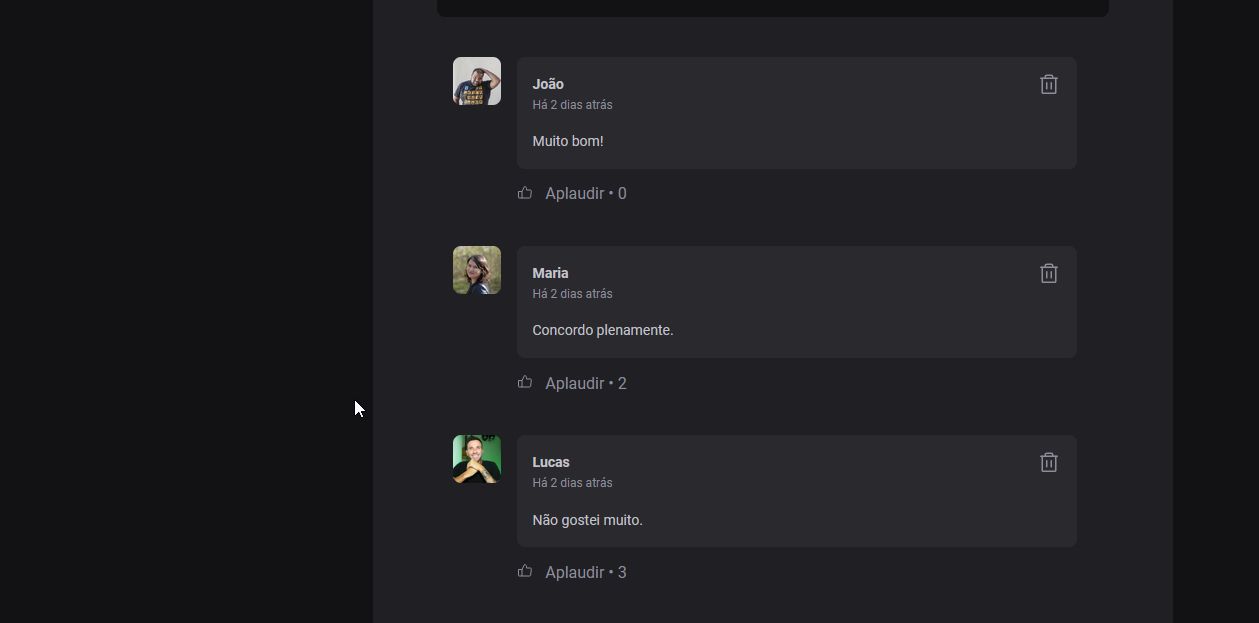 João
Há 2 dias atrás
Muito bom!
Aplaudir • 0
Maria
Há 2 dias atrás
Concordo plenamente.
Aplaudir • 2
Lucas
Há 2 dias atrás
Não gostei muito.
Aplaudir • 3